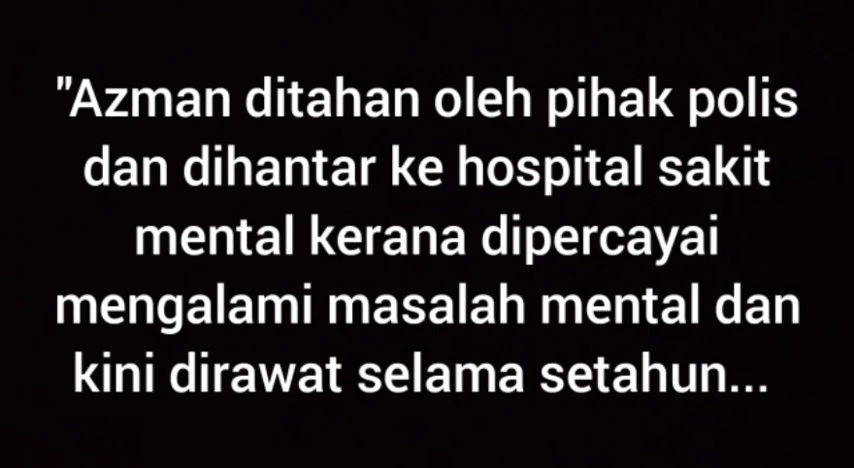 "Azman ditahan oleh pihak polis
dan dihantar ke hospital sakit
mental kerana dipercayai
mengalami masalah mental dan
kini dirawat selama setahun...